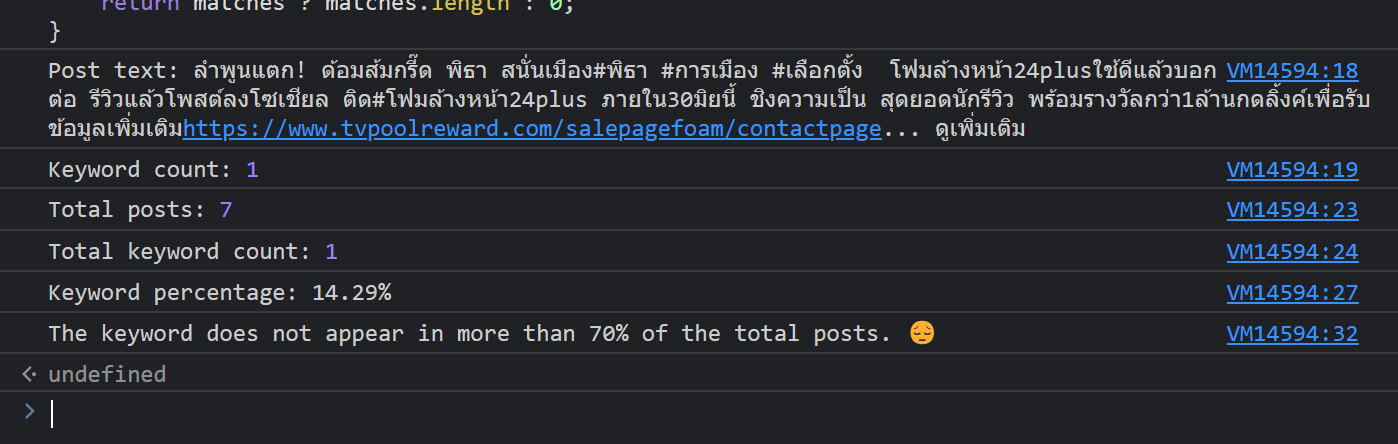 return matches ? matches.length : 0;
}
Post text: ลำพูนแตก! ด้อมส้มกรี๊ด พิธา สนั่นเมือง#พิธา #การเมือง #เลือกตั้ง  โฟมล้างหน้า24plusใช้ดีแล้วบอก VM14594:18
ต่อ รีวิวแล้วโพสต์ลงโซเชียล ติด#โฟมล้างหน้า24plus ภายใน30มิยนี้ ชิงความเป็น สุดยอดนักรีวิว พร้อมรางวัลกว่า1ล้านกดลิ้งค์เพื่อรับ
ข้อมูลเพิ่มเติมhttps://www.tvpoolreward.com/salepagefoam/contactpage... ดูเพิ่มเติม
Keyword count: 1 VM14594:19
Total posts: 7 VM14594:23
Total keyword count: 1 VM14594:24
Keyword percentage: 14.29% VM14594:27
The keyword does not appear in more than 70% of the total posts. 😔 VM14594:32
undefined